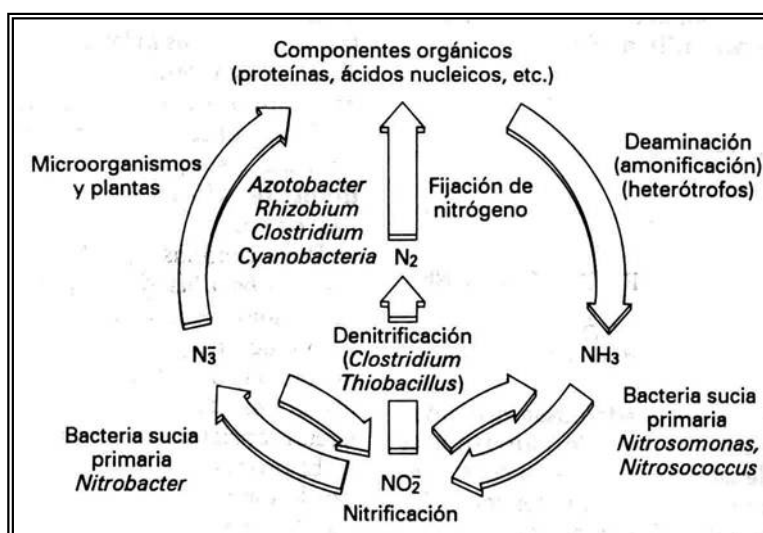 Componentes orgánicos
(proteínas, ácidos nucleicos, etc.)
Microorganismos
y plantas
Azotobacter
Rhizobium
Clostridium
Cyanobacteria
Fijación de
nitrógeno
Deaminación
(amonificación)
(heterótrofos)
N₂
Denitrificación
(Clostridium
Thiobacillus)
N₃⁻
NH₃
Bacteria sucia
primaria
Nitrobacter
NO₂⁻
Nitrificación
Bacteria sucia
primaria
Nitrosomonas,
Nitrosococcus